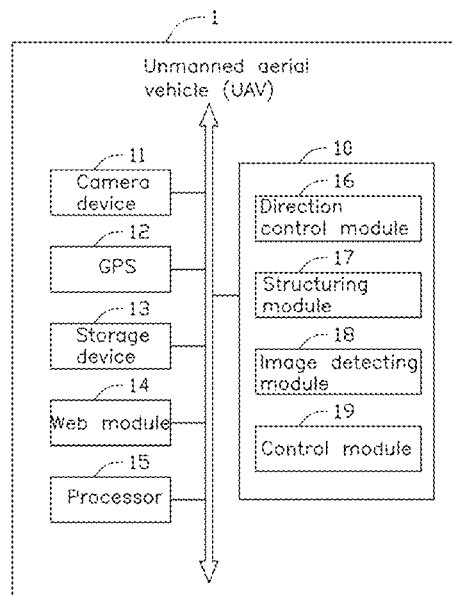 1
Unmanned aerial
vehicle (UAV)
11
Camera
device
12
GPS
13
Storage
device
14
Web module
15
Processor
10
16
Direction
control module
17
Structuring
module
18
Image detecting
module
19
Control module